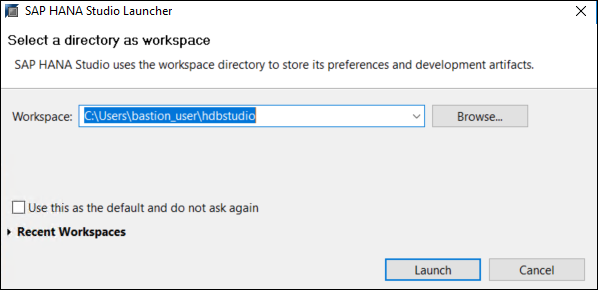 SAP HANA Studio Launcher
Select a directory as workspace
SAP HANA Studio uses the workspace directory to store its preferences and development artifacts.
Workspace: C:\Users\bastion_user\hdbstudio Browse...
Use this as the default and do not ask again
Recent Workspaces
Launch Cancel